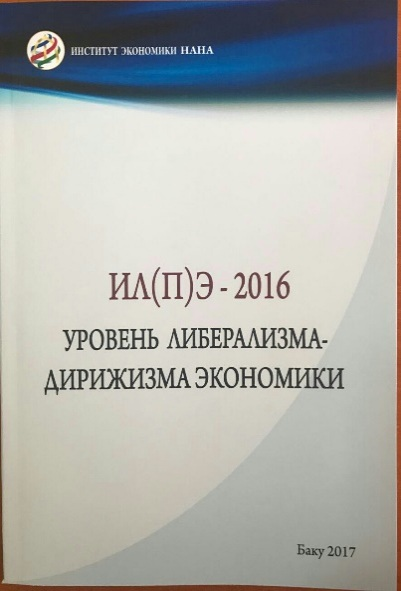 ИНСТИТУТ ЭКОНОМИКИ НАНА
ИЛ(П)Э - 2016
УРОВЕНЬ ЛИБЕРАЛИЗМА-
ДИРИЖИЗМА ЭКОНОМИКИ
Баку 2017